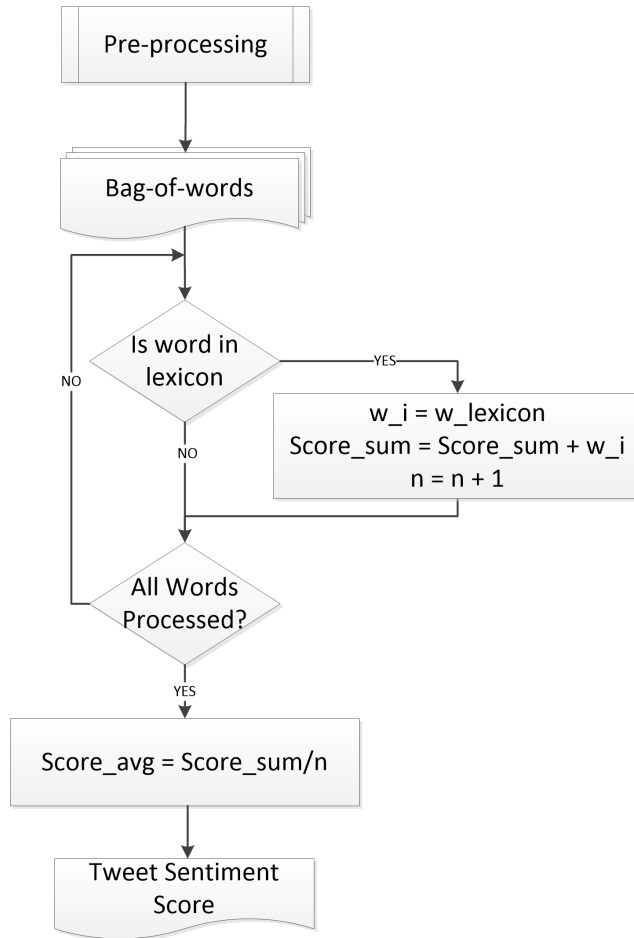 Pre-processing
Bag-of-words
Is word in
lexicon
YES
NO
w_i = w_lexicon
Score_sum = Score_sum + w_i
n = n + 1
NO
All Words
Processed?
YES
Score_avg = Score_sum/n
Tweet Sentiment
Score